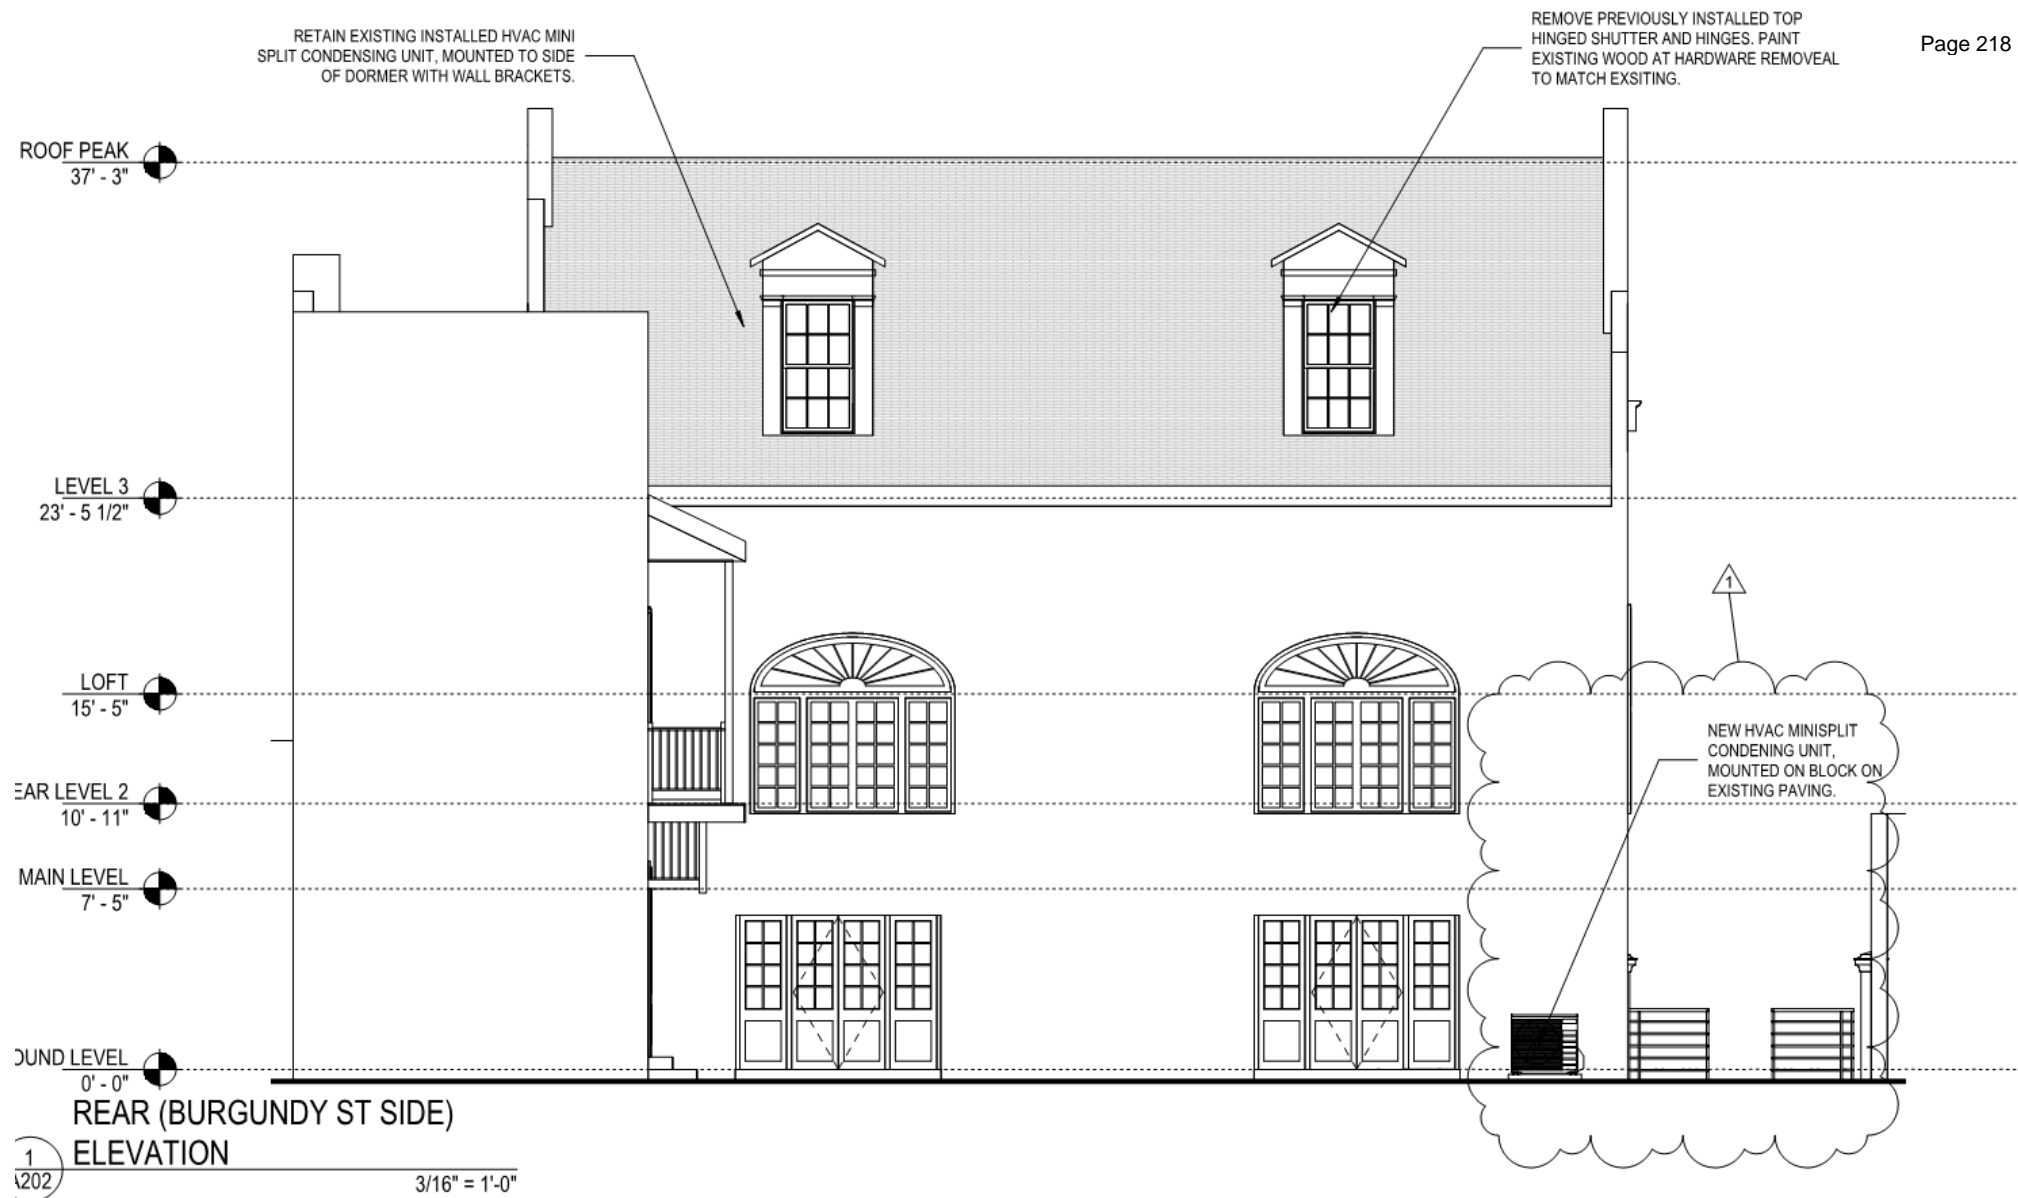 RETAIN EXISTING INSTALLED HVAC MINI
SPLIT CONDENSING UNIT, MOUNTED TO SIDE
OF DORMER WITH WALL BRACKETS.
REMOVE PREVIOUSLY INSTALLED TOP
HINGED SHUTTER AND HINGES. PAINT
EXISTING WOOD AT HARDWARE REMOVEAL
TO MATCH EXSITING.
Page 218
ROOF PEAK
37' - 3"
LEVEL 3
23' - 5 1/2"
LOFT
15' - 5"
EAR LEVEL 2
10' - 11"
MAIN LEVEL
7' - 5"
OUND LEVEL
0' - 0"
1
NEW HVAC MINISPLIT
CONDENING UNIT,
MOUNTED ON BLOCK ON
EXISTING PAVING.
REAR (BURGUNDY ST SIDE)
ELEVATION
1
A202
3/16" = 1'-0"